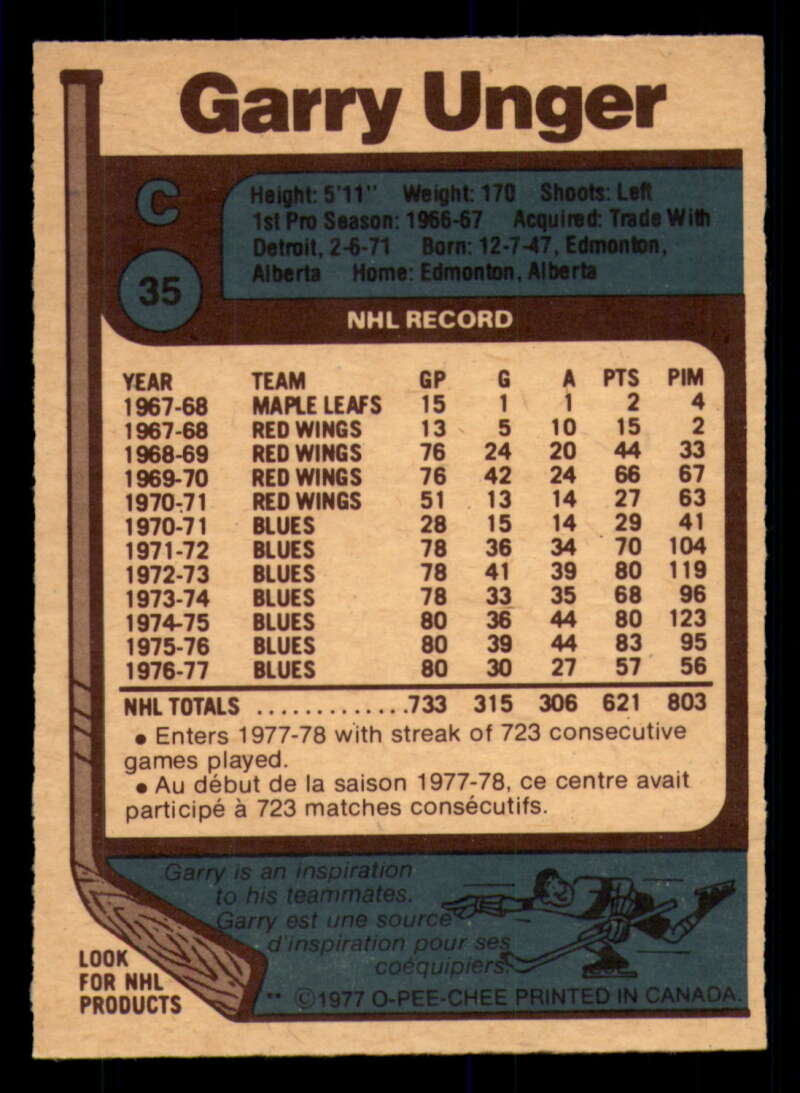 Garry Unger
C
Height: 5'11" Weight: 170 Shoots: Left
1st Pro Season: 1966-67 Acquired: Trade With
Detroit, 2-6-71 Born: 12-7-47, Edmonton,
Alberta Home: Edmonton, Alberta
35
NHL RECORD
YEAR TEAM GP G A PTS PIM
1967-68 MAPLE LEAFS 15 1 1 2 4
1967-68 RED WINGS 13 5 10 15 2
1968-69 RED WINGS 76 24 20 44 33
1969-70 RED WINGS 76 42 24 66 67
1970-71 RED WINGS 51 13 14 27 63
1970-71 BLUES 28 15 14 29 41
1971-72 BLUES 78 36 34 70 104
1972-73 BLUES 78 41 39 80 119
1973-74 BLUES 78 33 35 68 96
1974-75 BLUES 80 36 44 80 123
1975-76 BLUES 80 39 44 83 95
1976-77 BLUES 80 30 27 57 56
NHL TOTALS ..............733 315 306 621 803
• Enters 1977-78 with streak of 723 consecutive
games played.
• Au début de la saison 1977-78, ce centre avait
participé à 723 matches consécutifs.
Garry is an inspiration
to his teammates.
Garry est une source
d'inspiration pour ses
coéquipiers.
LOOK
FOR NHL
PRODUCTS
** ©1977 O-PEE-CHEE PRINTED IN CANADA.